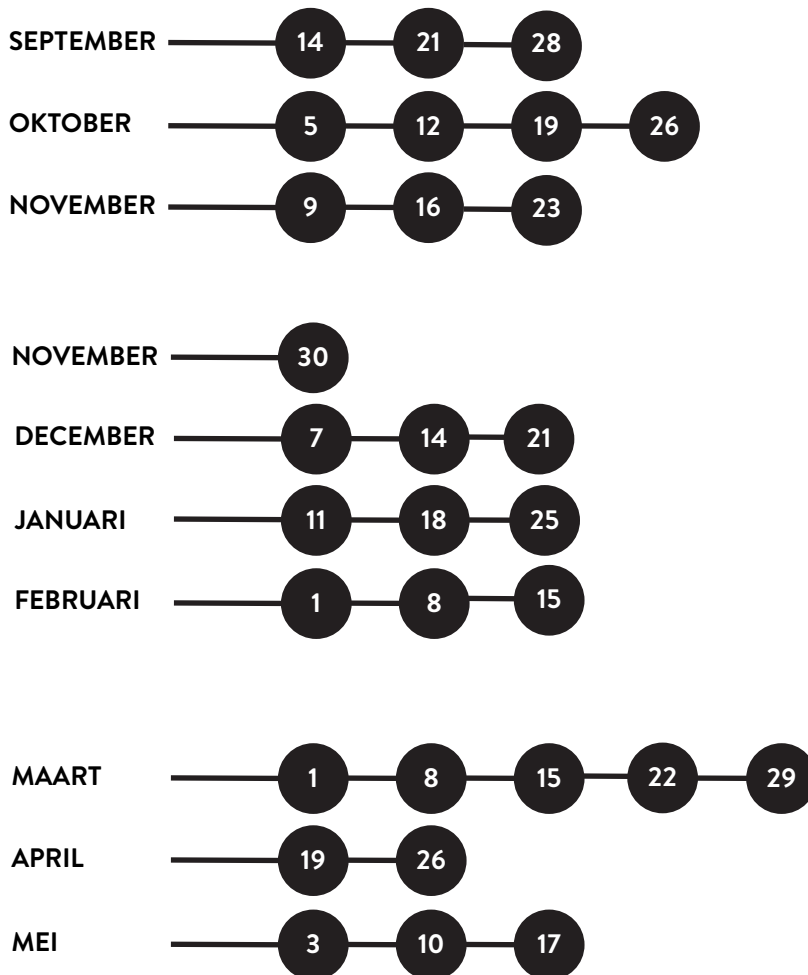 SEPTEMBER 14 21 28
OKTOBER 5 12 19 26
NOVEMBER 9 16 23
NOVEMBER 30
DECEMBER 7 14 21
JANUARI 11 18 25
FEBRUARI 1 8 15
MAART 1 8 15 22 29
APRIL 19 26
MEI 3 10 17